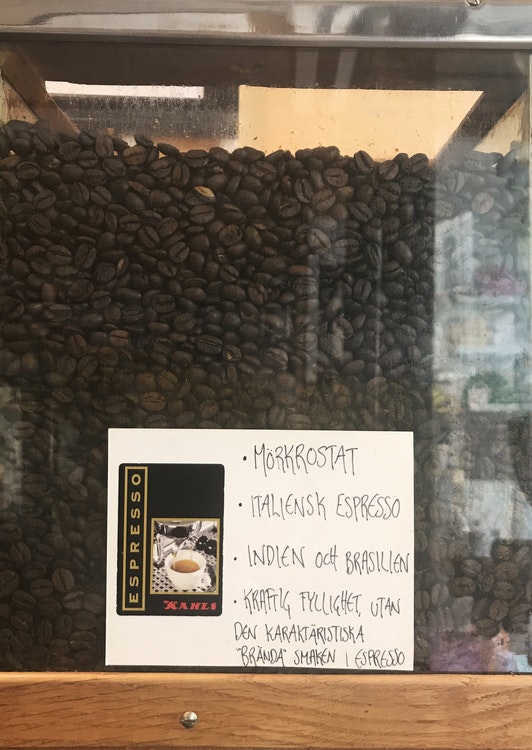 ESPRESSO
KAHLS
• MÖRKROSTAT
• ITALIENSK ESPRESSO
• INDIEN OCH BRASILIEN
• KRAFTIG FYLLIGHET, UTAN
DEN KARAKTÄRISTISKA
"BRÄNDA" SMAKEN I ESPRESSO